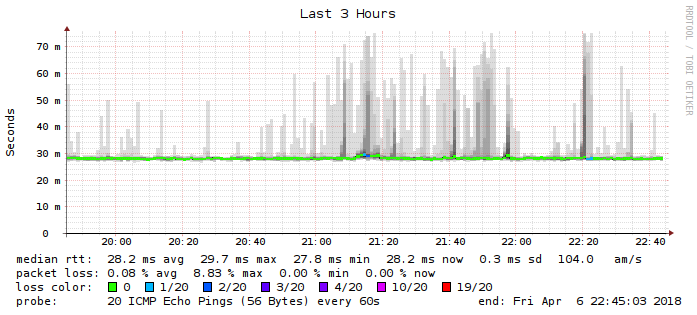 Last 3 Hours
RRDTOOL / TOBI OETIKER
Seconds
70 m
60 m
50 m
40 m
30 m
20 m
10 m
0
20:00 20:20 20:40 21:00 21:20 21:40 22:00 22:20 22:40
median rtt: 28.2 ms avg 29.7 ms max 27.8 ms min 28.2 ms now 0.3 ms sd 104.0 am/s
packet loss: 0.08 % avg 8.83 % max 0.00 % min 0.00 % now
loss color: 0 1/20 2/20 3/20 4/20 10/20 19/20
probe: 20 ICMP Echo Pings (56 Bytes) every 60s end: Fri Apr 6 22:45:03 2018